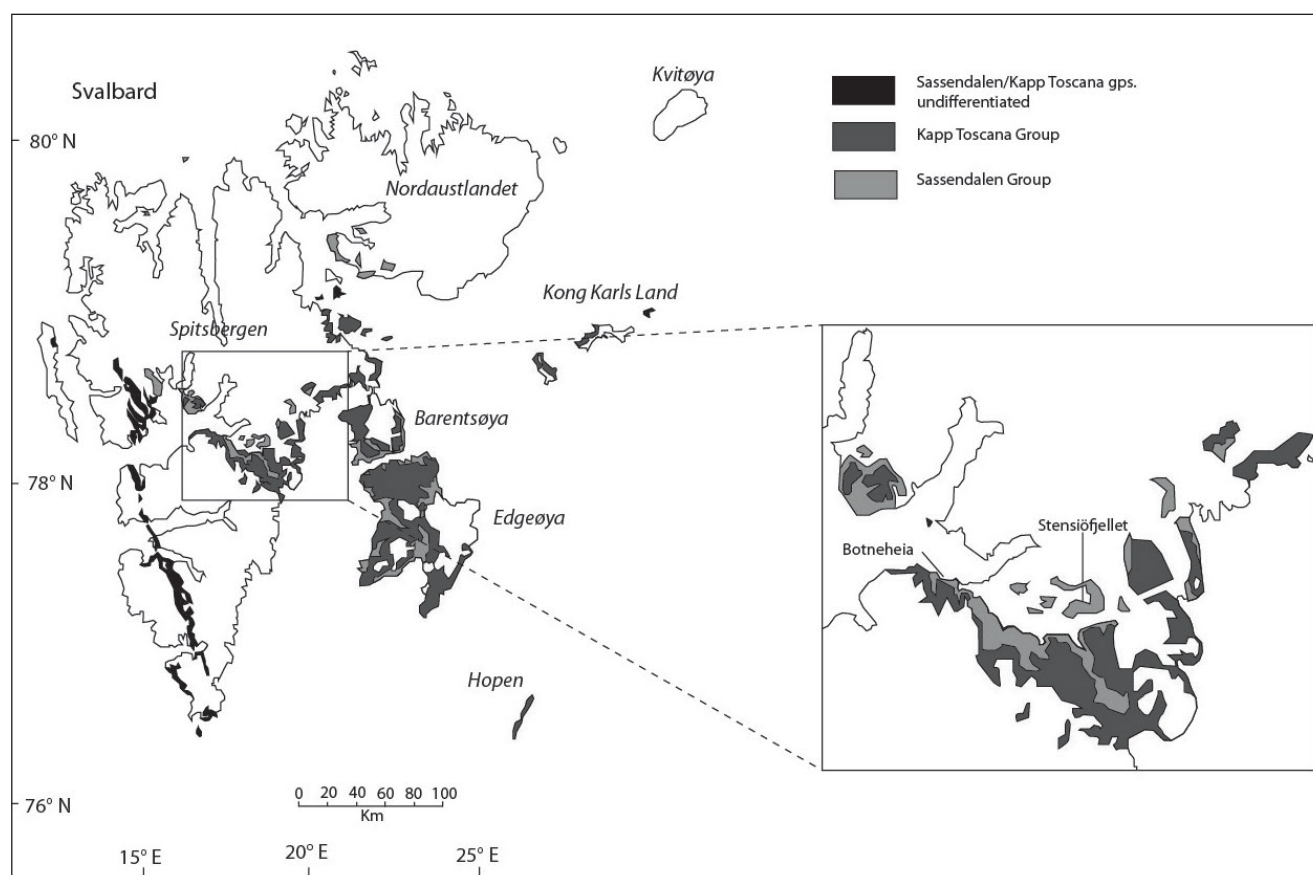 Svalbard
Kvitøya
80° N
Nordaustlandet
Kong Karls Land
Spitsbergen
Barentsøya
78° N
Edgeøya
Hopen
76° N
0 20 40 60 80 100
Km
15° E
20° E
25° E
Sassendalen/Kapp Toscana gps.
undifferentiated
Kapp Toscana Group
Sassendalen Group
Stensiöfjellet
Botneheia